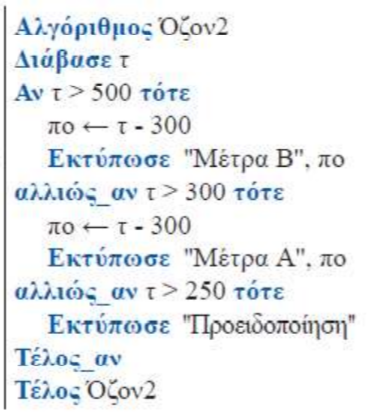 Αλγόριθμος Όζον2
Διάβασε τ
Αν τ > 500 τότε
πο ← τ - 300
Εκτύπωσε "Μέτρα Β", πο
αλλιώς_αν τ > 300 τότε
πο ← τ - 300
Εκτύπωσε "Μέτρα Α", πο
αλλιώς_αν τ > 250 τότε
Εκτύπωσε "Προειδοποίηση"
Τέλος_αν
Τέλος Όζον2